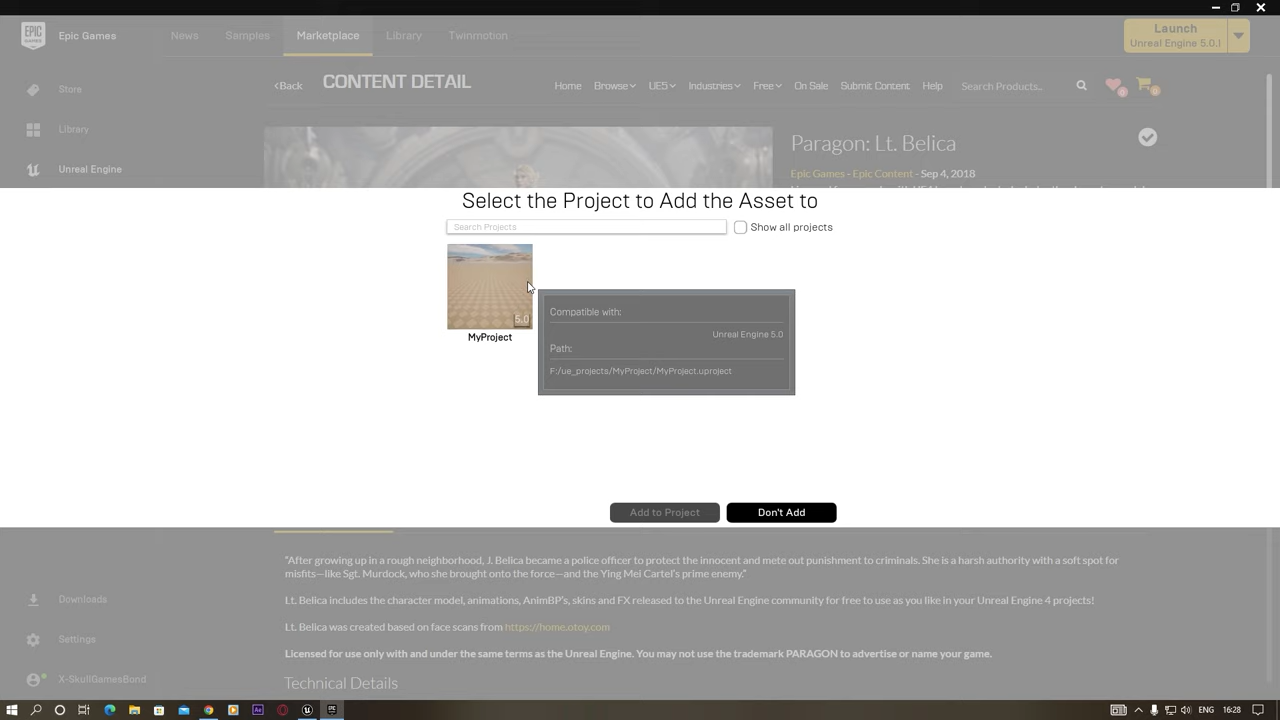 EPIC GAMES
Epic Games
News
Samples
Marketplace
Library
Twinmotion
Launch
Unreal Engine 5.0.1
Store
Library
Unreal Engine
Back
CONTENT DETAIL
Home
Browse
UE5
Industries
Free
On Sale
Submit Content
Help
Search Products..
0
0
Paragon: Lt. Belica
Epic Games - Epic Content - Sep 4, 2018
Select the Project to Add the Asset to
Search Projects
Show all projects
5.0
MyProject
Compatible with:
Unreal Engine 5.0
Path:
F:/ue_projects/MyProject/MyProject.uproject
Add to Project
Don't Add
“After growing up in a rough neighborhood, J. Belica became a police officer to protect the innocent and mete out punishment to criminals. She is a harsh authority with a soft spot for
misfits—like Sgt. Murdock, who she brought onto the force—and the Ying Mei Cartel’s prime enemy.”
Lt. Belica includes the character model, animations, AnimBP's, skins and FX released to the Unreal Engine community for free to use as you like in your Unreal Engine 4 projects!
Lt. Belica was created based on face scans from https://home.otoy.com
Licensed for use only with and under the same terms as the Unreal Engine. You may not use the trademark PARAGON to advertise or name your game.
Technical Details
Downloads
Settings
X-SkullGamesBond
Ae
ENG
16:28